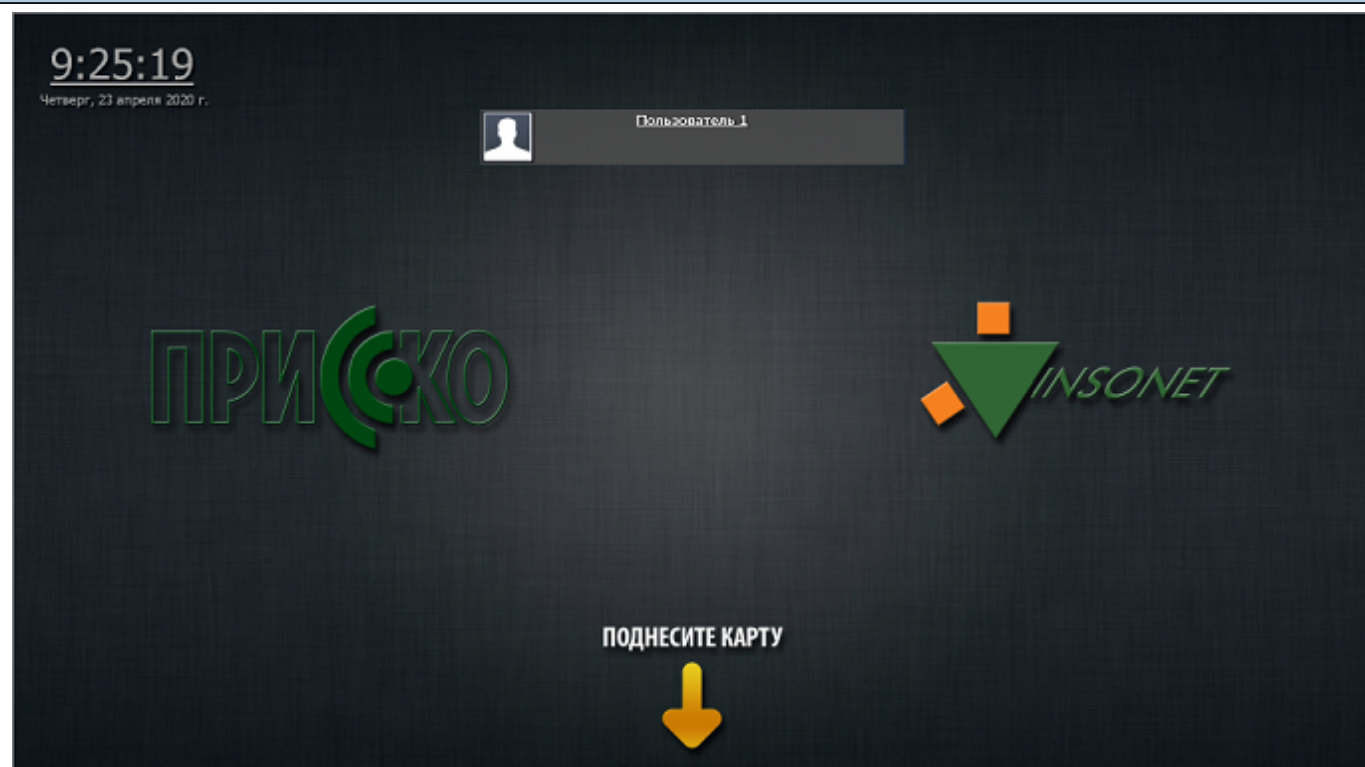 9:25:19
Четверг, 23 апреля 2020 г.
Пользователь 1
ПРИССКО
INSONET
ПОДНЕСИТЕ КАРТУ